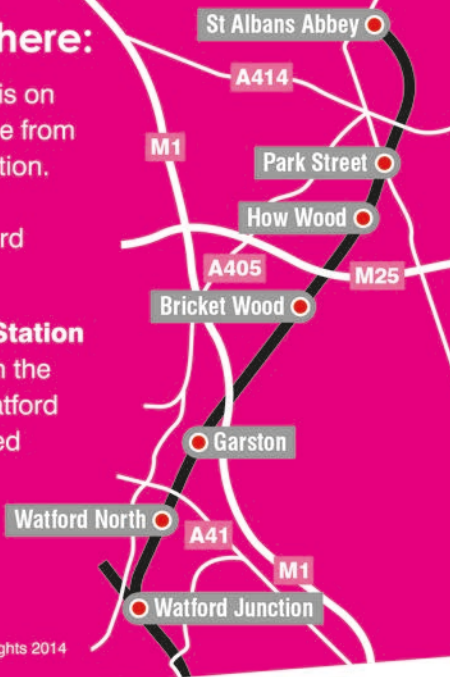 here:
is on
e from
tion.
rd
Station
n the
atford
ed
ghts 2014
St Albans Abbey
A414
M1
Park Street
How Wood
A405
M25
Bricket Wood
Garston
Watford North
A41
M1
Watford Junction